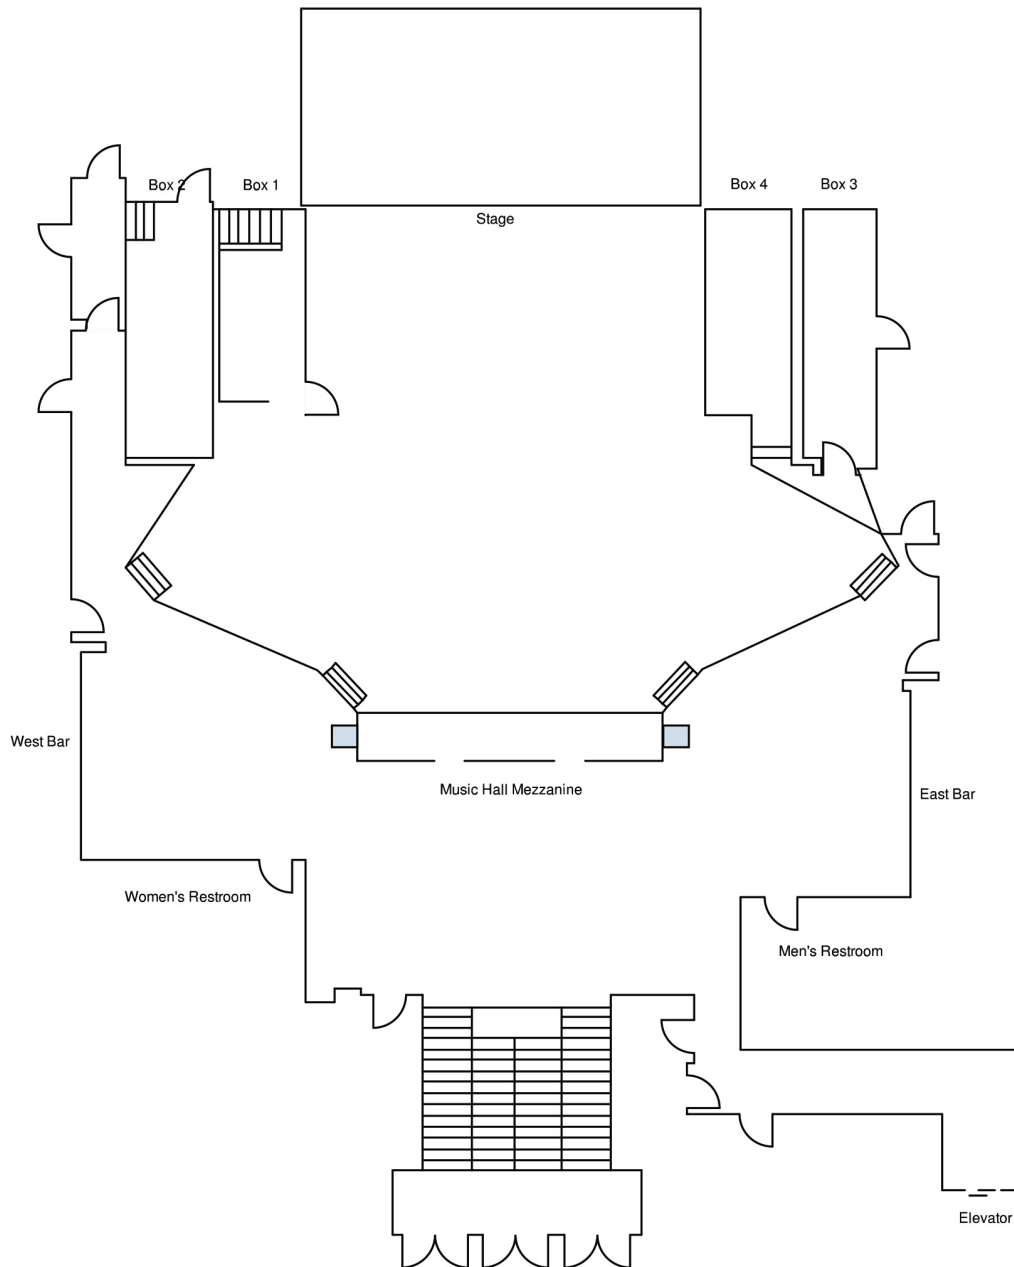 Box 2
Box 1
Box 4
Box 3
Stage
West Bar
Music Hall Mezzanine
East Bar
Women's Restroom
Men's Restroom
Elevator